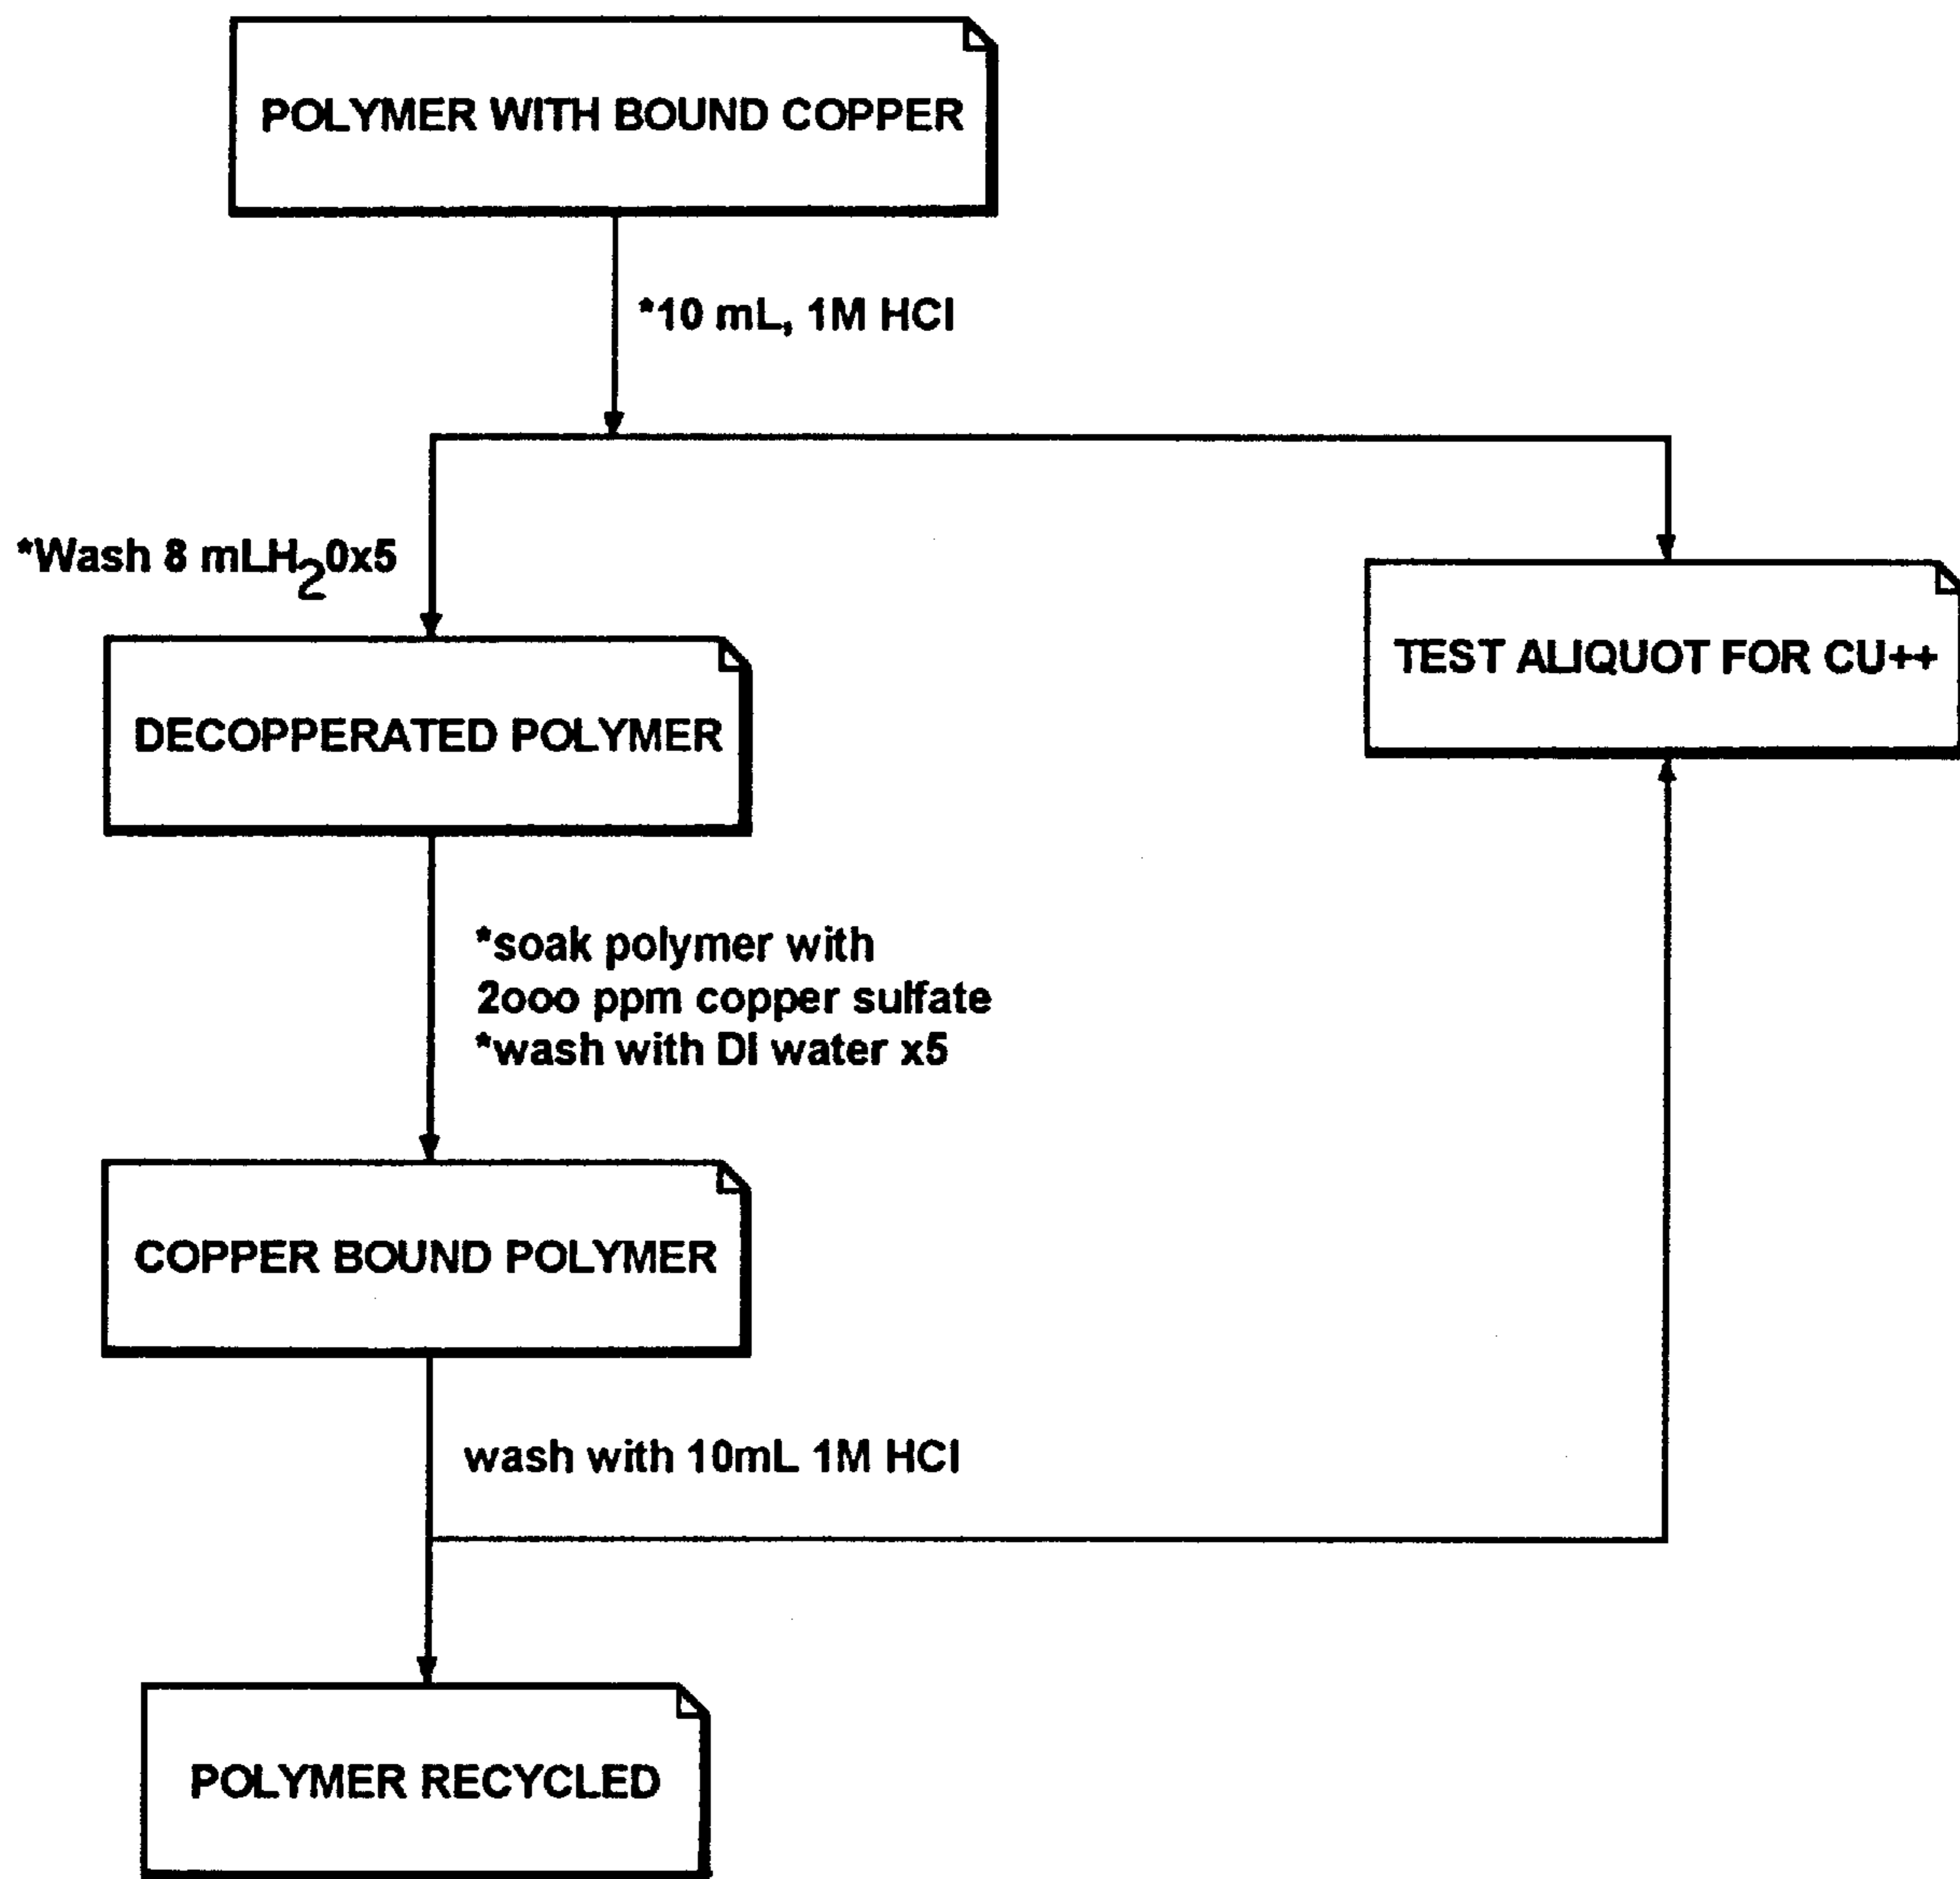 POLYMER WITH BOUND COPPER
*10 mL, 1M HCl
*Wash 8 mLH20x5
TEST ALIQUOT FOR CU++
DECOPPERATED POLYMER
*soak polymer with
2ooo ppm copper sulfate
*wash with DI water x5
COPPER BOUND POLYMER
wash with 10mL 1M HCl
POLYMER RECYCLED